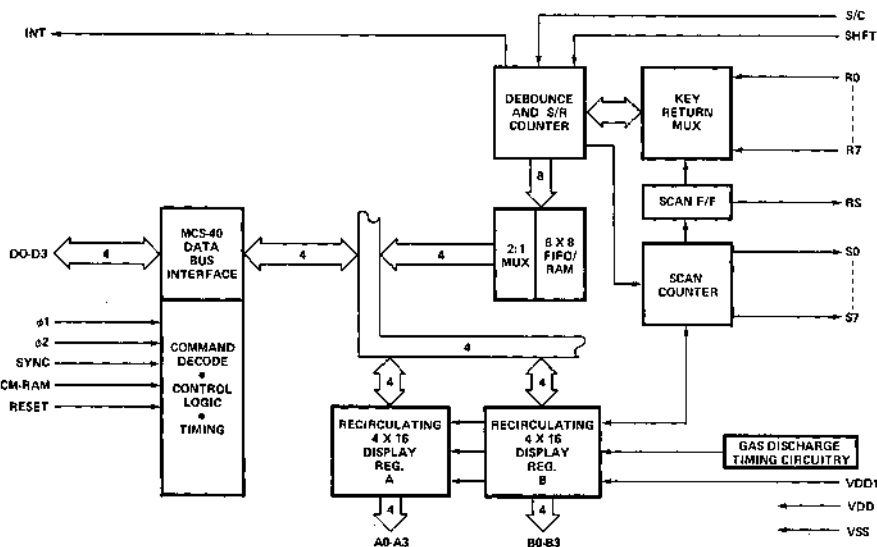 S/C
INT
SHFT
DEBOUNCE
AND S/R
COUNTER
KEY
RETURN
MUX
R0
R7
8
SCAN F/F
RS
MCS-40
DATA
BUS
INTERFACE
D0-D3
4
4
4
2:1
MUX
8 X 8
FIFO/
RAM
SCAN
COUNTER
S0
S7
φ1
φ2
SYNC
CM-RAM
RESET
COMMAND
DECODE
•
CONTROL
LOGIC
•
TIMING
4
4
4
RECIRCULATING
4 X 16
DISPLAY
REG.
A
RECIRCULATING
4 X 16
DISPLAY
REG.
B
GAS DISCHARGE
TIMING CIRCUITRY
VDD1
VDD
VSS
4
4
A0-A3
B0-B3